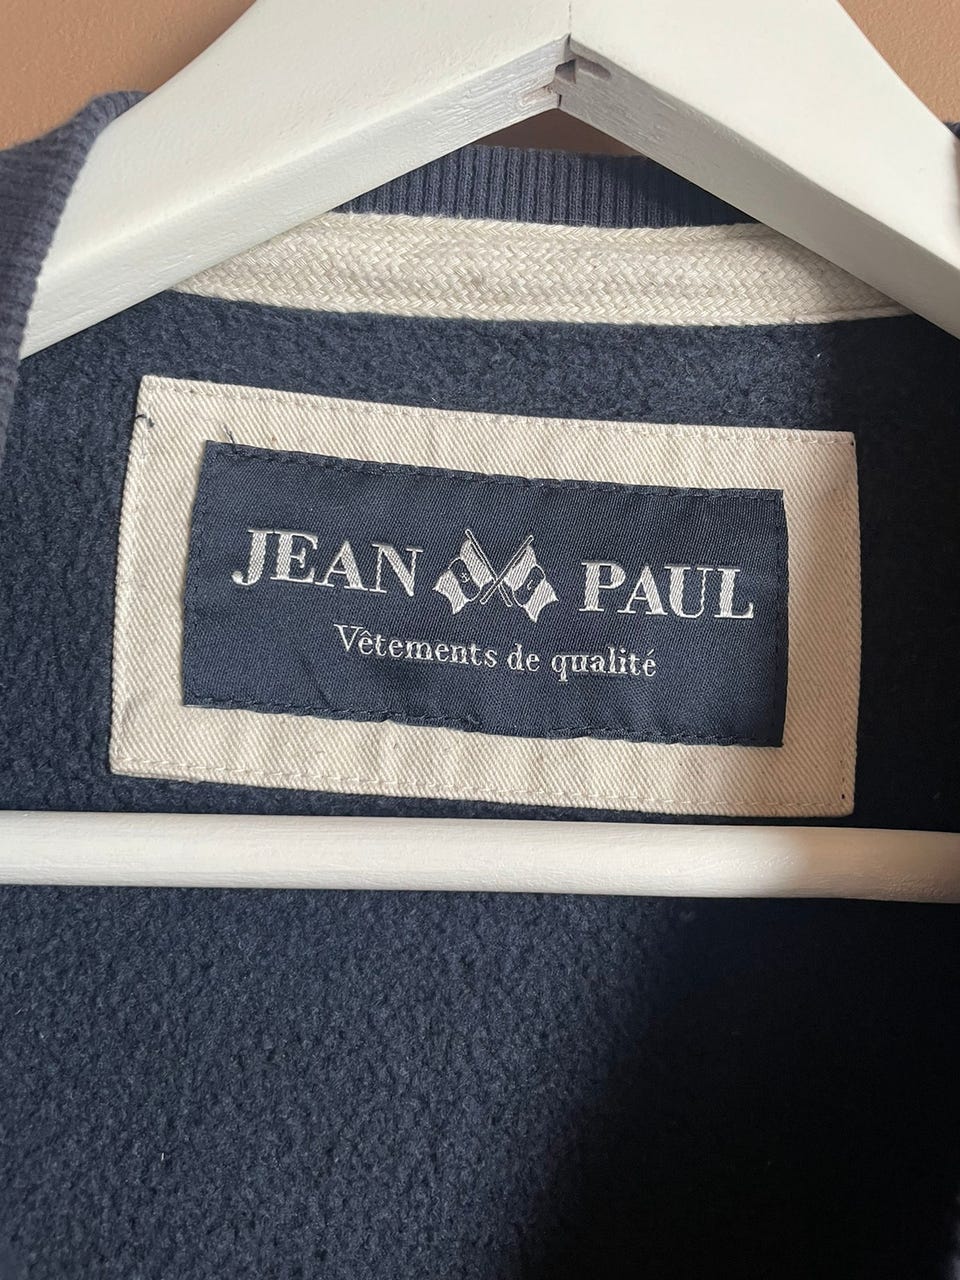 JEAN PAUL
Vêtements de qualité